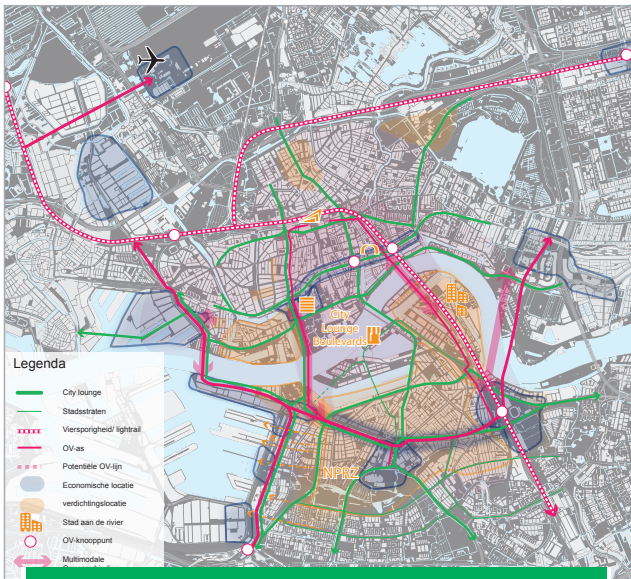 City
Lounge
Boulevards
NPRZ
Legenda
City lounge
Stadsstraten
Viersporigheid/ lightrail
OV-as
Potentiële OV-lijn
Economische locatie
verdichtingslocatie
Stad aan de rivier
OV-knooppunt
Multimodale